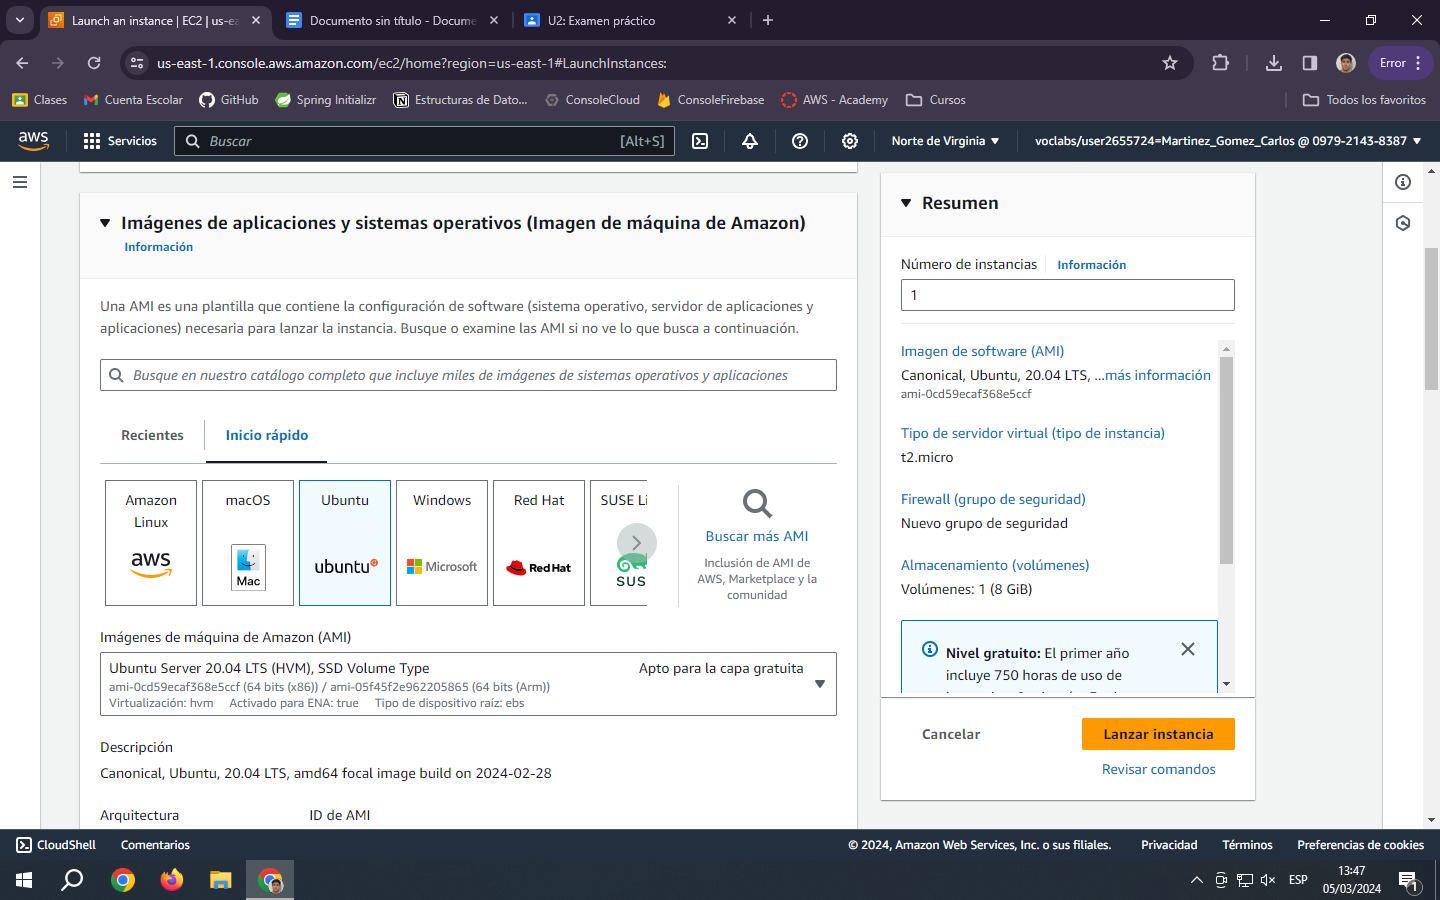 Launch an instance | EC2 | us-ea
Documento sin título - Docume
U2: Examen práctico
us-east-1.console.aws.amazon.com/ec2/home?region=us-east-1#LaunchInstances:
Error
Clases
Cuenta Escolar
GitHub
Spring Initializr
Estructuras de Dato...
ConsoleCloud
ConsoleFirebase
AWS - Academy
Cursos
Todos los favoritos
aws
Servicios
Buscar
[Alt+S]
Norte de Virginia
voclabs/user2655724=Martinez_Gomez_Carlos @ 0979-2143-8387
Imágenes de aplicaciones y sistemas operativos (Imagen de máquina de Amazon)
Información
Una AMI es una plantilla que contiene la configuración de software (sistema operativo, servidor de aplicaciones y
aplicaciones) necesaria para lanzar la instancia. Busque o examine las AMI si no ve lo que busca a continuación.
Busque en nuestro catálogo completo que incluye miles de imágenes de sistemas operativos y aplicaciones
Recientes
Inicio rápido
Amazon
Linux
aws
macOS
Mac
Ubuntu
ubuntu
Windows
Microsoft
Red Hat
Red Hat
SUSE Li
SUS
Buscar más AMI
Inclusión de AMI de
AWS, Marketplace y la
comunidad
Imágenes de máquina de Amazon (AMI)
Ubuntu Server 20.04 LTS (HVM), SSD Volume Type
Apto para la capa gratuita
ami-0cd59ecaf368e5ccf (64 bits (x86)) / ami-05f45f2e962205865 (64 bits (Arm))
Virtualización: hvm Activado para ENA: true Tipo de dispositivo raíz: ebs
Descripción
Canonical, Ubuntu, 20.04 LTS, amd64 focal image build on 2024-02-28
Arquitectura
ID de AMI
Resumen
Número de instancias
Información
1
Imagen de software (AMI)
Canonical, Ubuntu, 20.04 LTS, ...más información
ami-0cd59ecaf368e5ccf
Tipo de servidor virtual (tipo de instancia)
t2.micro
Firewall (grupo de seguridad)
Nuevo grupo de seguridad
Almacenamiento (volúmenes)
Volúmenes: 1 (8 GiB)
Nivel gratuito: El primer año
incluye 750 horas de uso de
Cancelar
Lanzar instancia
Revisar comandos
CloudShell
Comentarios
© 2024, Amazon Web Services, Inc. o sus filiales.
Privacidad
Términos
Preferencias de cookies
ESP
13:47
05/03/2024
1